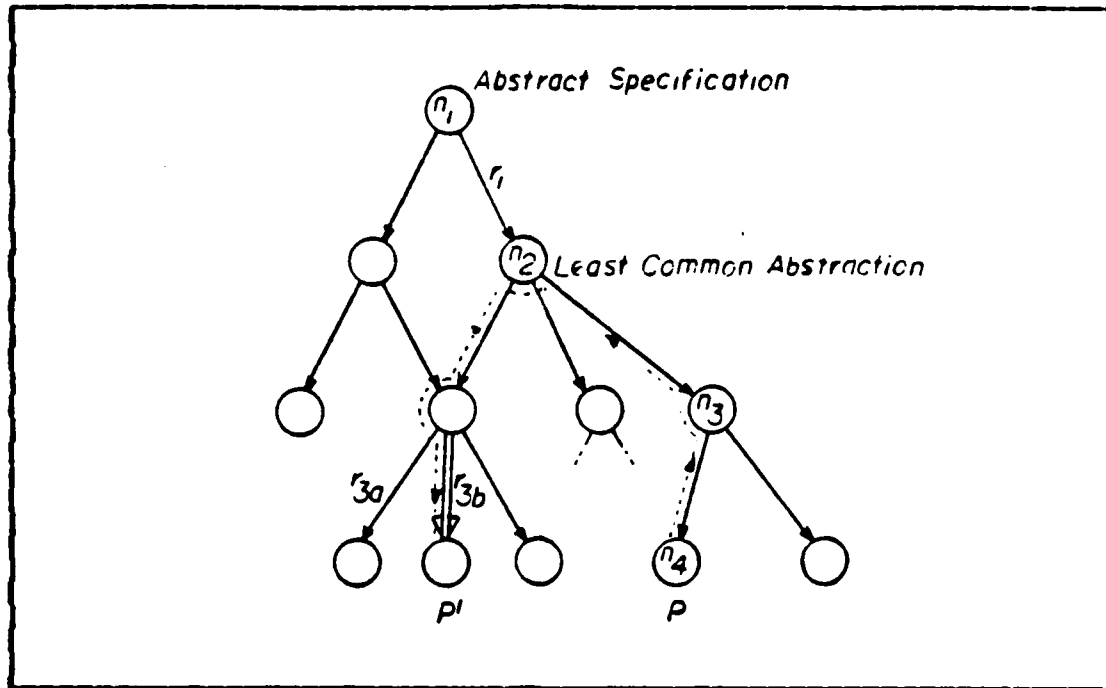 Abstract Specification
n1
r1
n2
Least Common Abstraction
n3
r3a
r3b
n4
P'
P